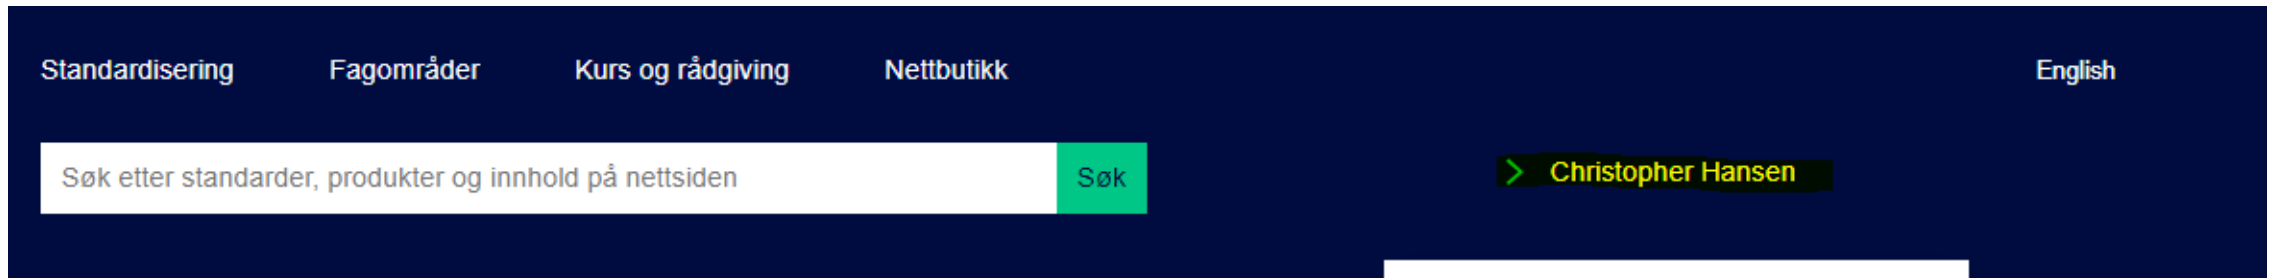 Standardisering Fagområder Kurs og rådgiving Nettbutikk English
Søk etter standarder, produkter og innhold på nettsiden Søk
> Christopher Hansen